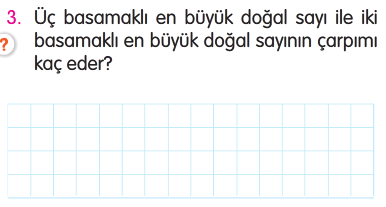 3. Üç basamaklı en büyük doğal sayı ile iki
? basamaklı en büyük doğal sayının çarpımı
kaç eder?